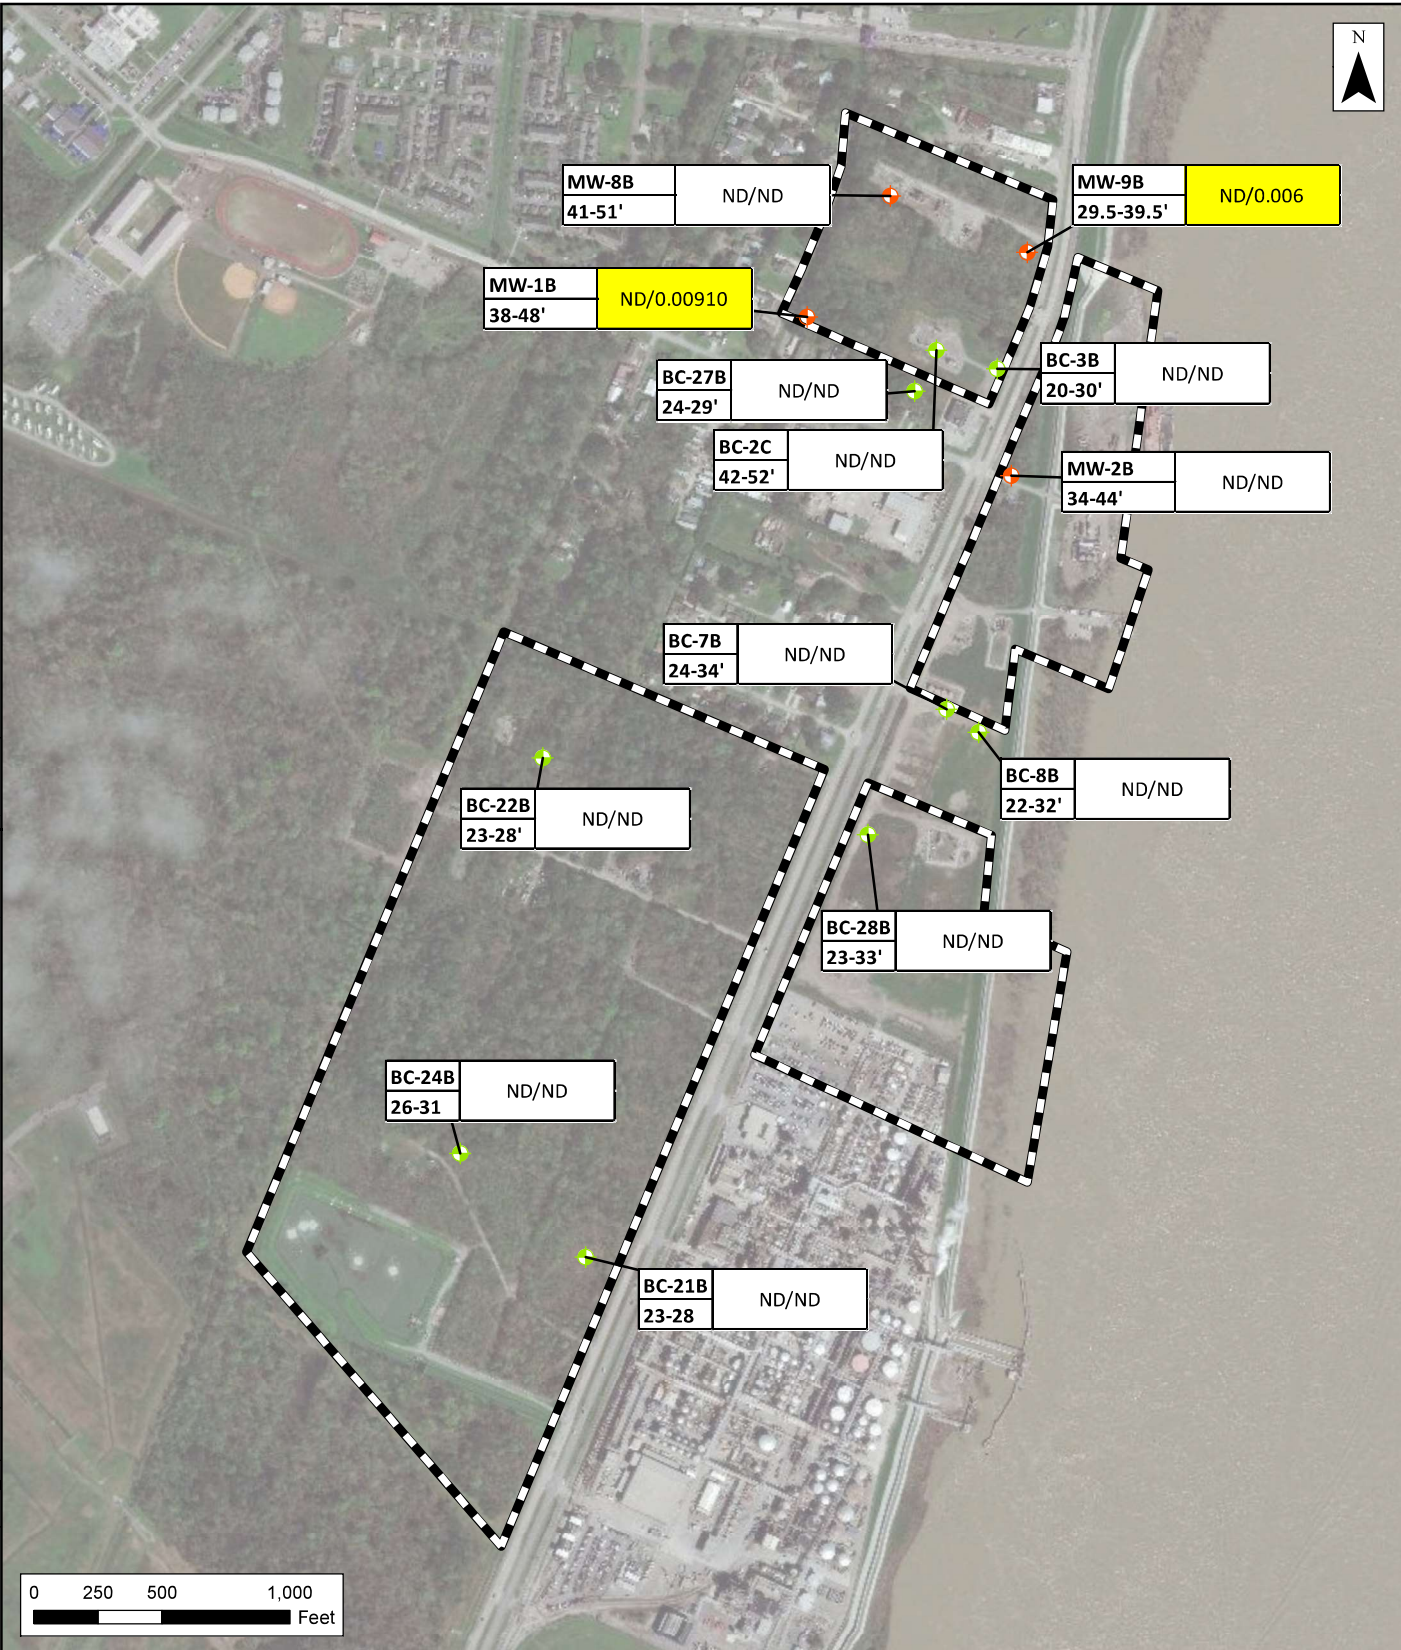 N
MW-8B
41-51'
ND/ND
MW-9B
29.5-39.5'
ND/0.006
MW-1B
38-48'
ND/0.00910
BC-27B
24-29'
ND/ND
BC-3B
20-30'
ND/ND
BC-2C
42-52'
ND/ND
MW-2B
34-44'
ND/ND
BC-7B
24-34'
ND/ND
BC-8B
22-32'
ND/ND
BC-22B
23-28'
ND/ND
BC-28B
23-33'
ND/ND
BC-24B
26-31
ND/ND
BC-21B
23-28
ND/ND
0 250 500 1,000
Feet